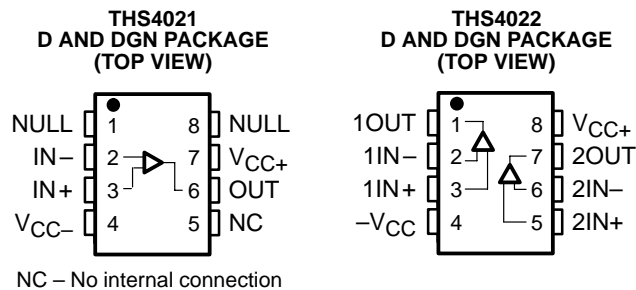 THS4021
D AND DGN PACKAGE
(TOP VIEW)
NULL 1 8 NULL
IN− 2 7 VCC+
IN+ 3 6 OUT
VCC− 4 5 NC
NC – No internal connection
THS4022
D AND DGN PACKAGE
(TOP VIEW)
1OUT 1 8 VCC+
1IN− 2 7 2OUT
1IN+ 3 6 2IN−
−VCC 4 5 2IN+